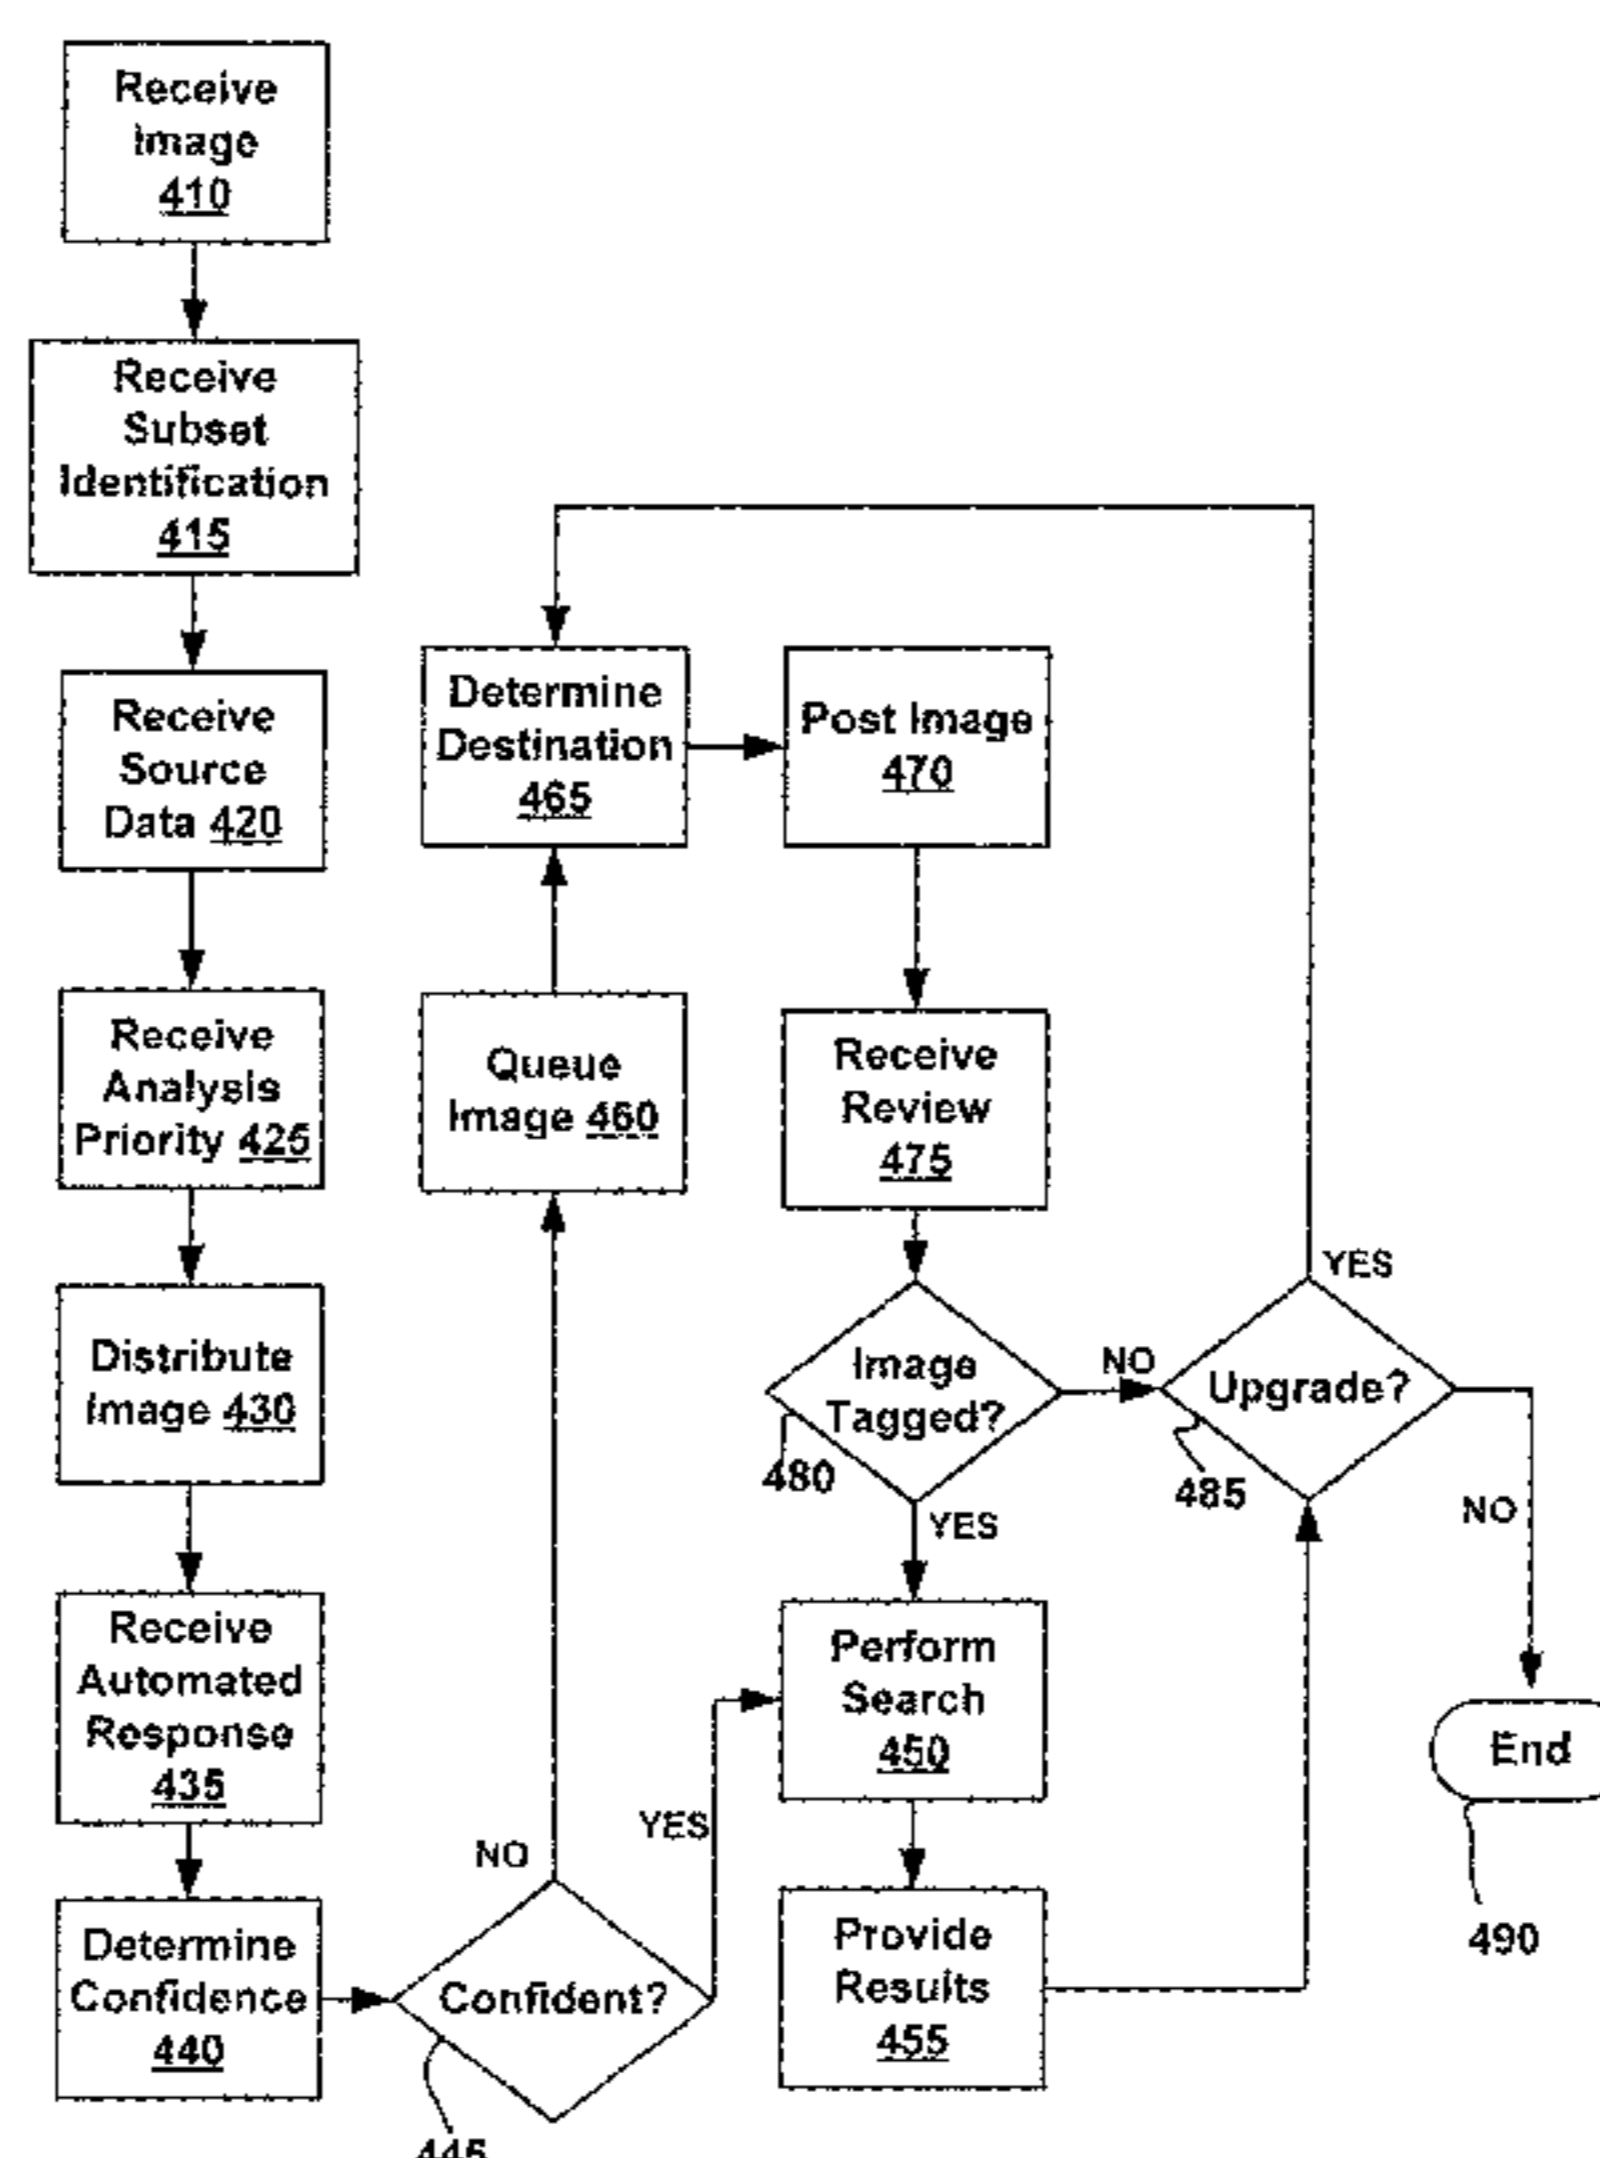 Receive
Image
410
Receive
Subset
Identification
415
Receive
Source
Data 420
Receive
Analysis
Priority 425
Distribute
Image 430
Receive
Automated
Response
435
Determine
Confidence
440
Confident?
445
NO
YES
Queue
Image 460
Determine
Destination
465
Post Image
470
Receive
Review
475
Image
Tagged?
480
NO
YES
Perform
Search
450
Provide
Results
455
Upgrade?
485
YES
NO
End
490